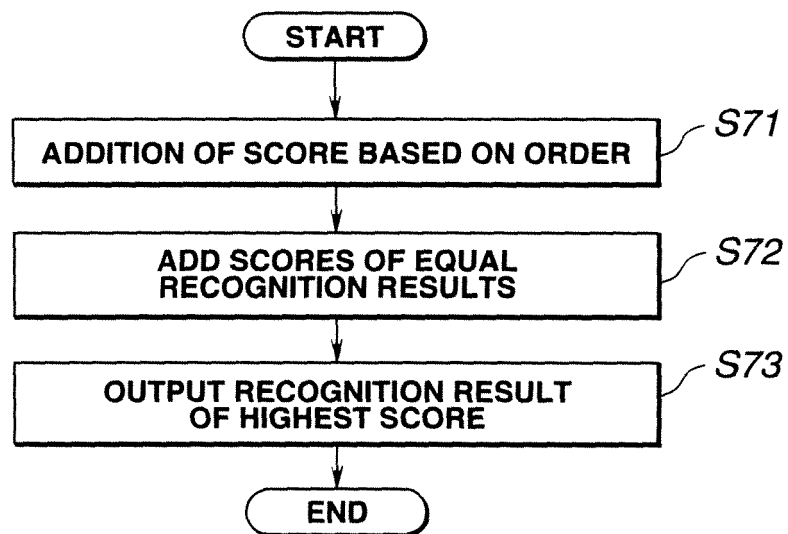 START
ADDITION OF SCORE BASED ON ORDER
S71
ADD SCORES OF EQUAL
RECOGNITION RESULTS
S72
OUTPUT RECOGNITION RESULT
OF HIGHEST SCORE
S73
END